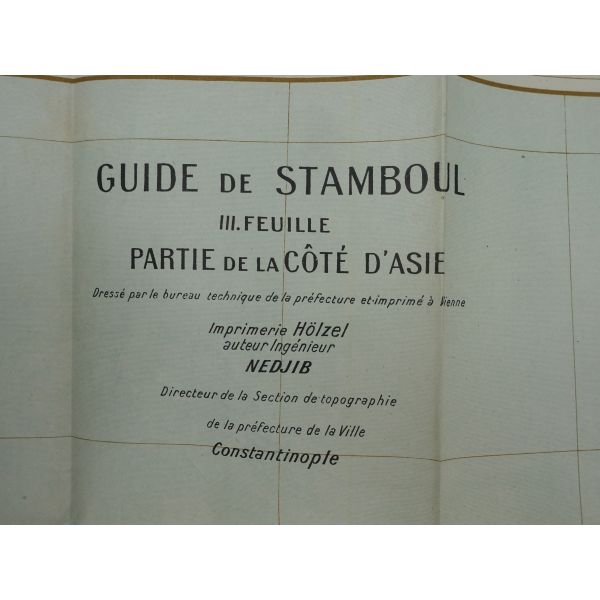 GUIDE DE STAMBOUL
III. FEUILLE
PARTIE DE LA CÔTÉ D'ASIE
Dressé par le bureau technique de la préfecture et imprimé à Vienne
Imprimerie Hölzel
auteur Ingénieur
NEDJIB
Directeur de la Section de topographie
de la préfecture de la Ville
Constantinople